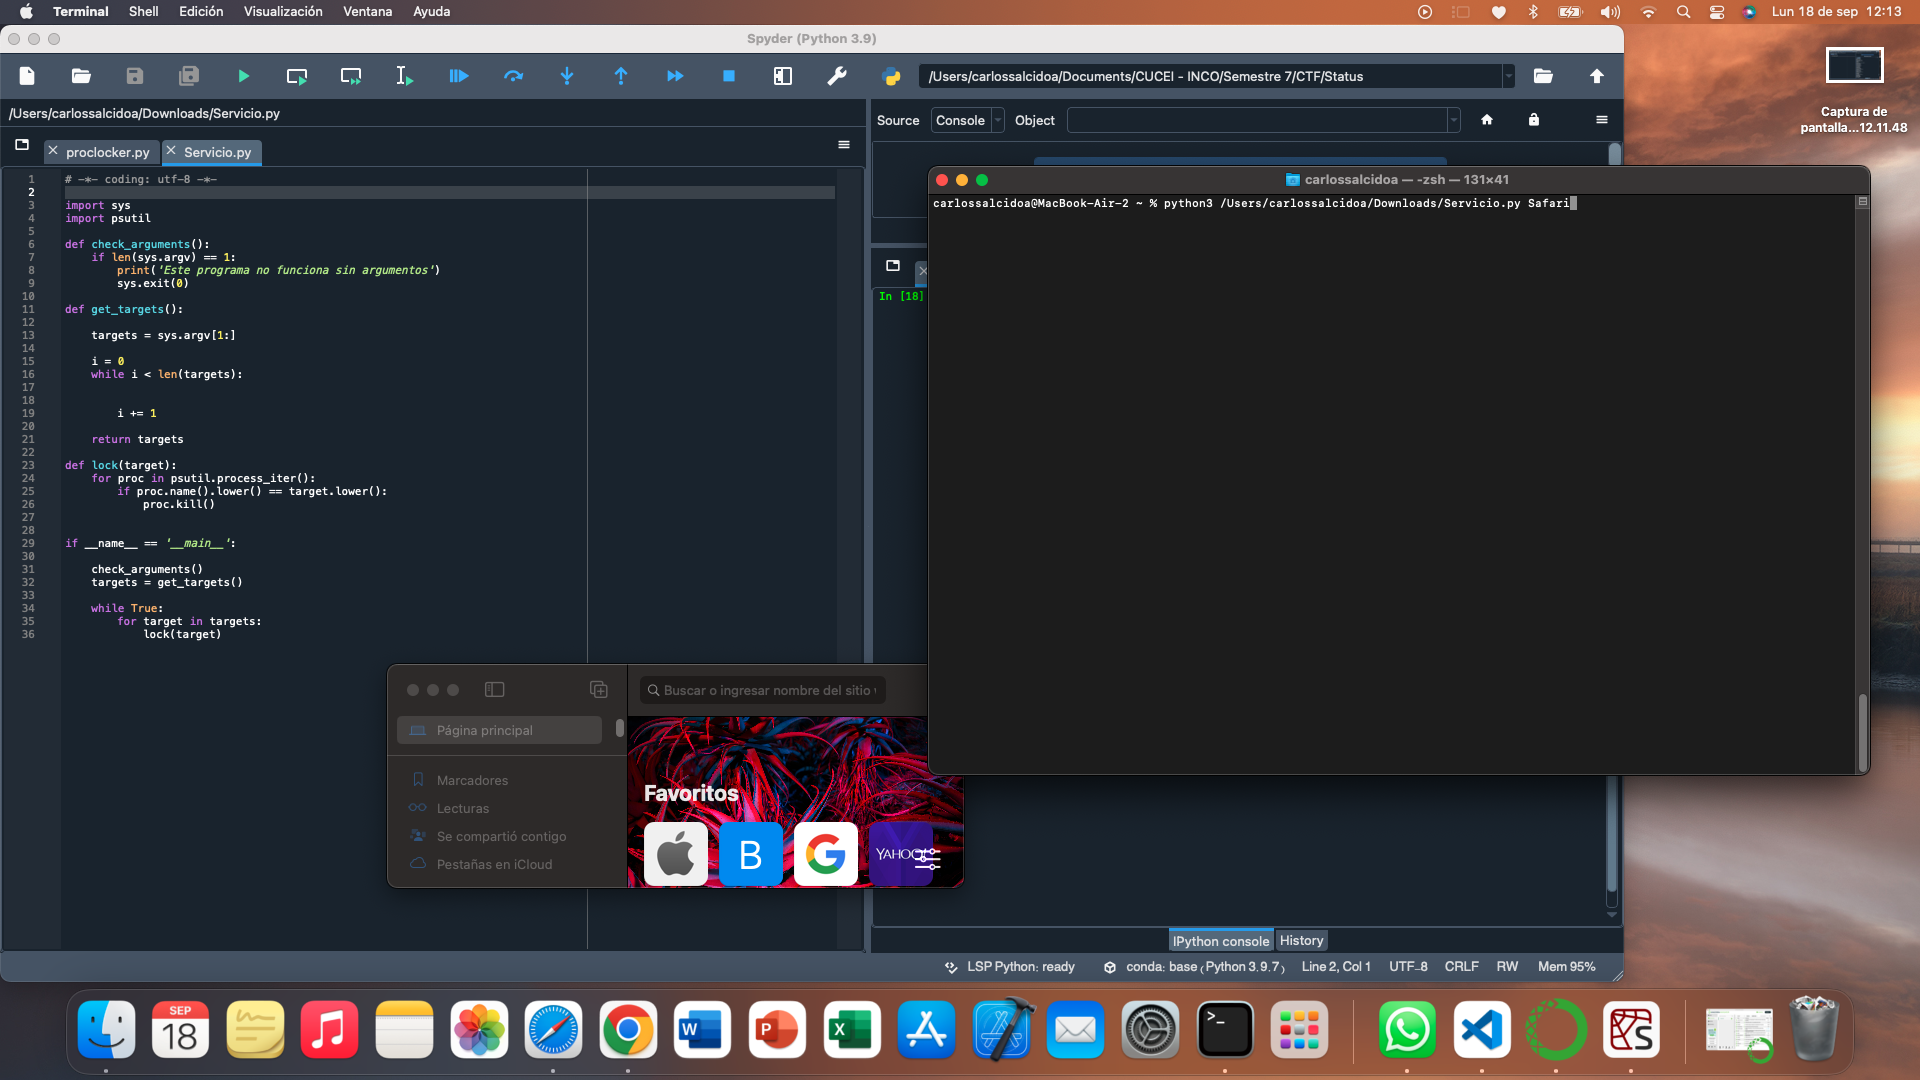 Terminal Shell Edición Visualización Ventana Ayuda
Lun 18 de sep 12:13
Spyder (Python 3.9)
/Users/carlossalcidoa/Documents/CUCEI - INCO/Semestre 7/CTF/Status
/Users/carlossalcidoa/Downloads/Servicio.py
proclocker.py
Servicio.py
1 # -*- coding: utf-8 -*-
2
3 import sys
4 import psutil
5
6 def check_arguments():
7 if len(sys.argv) == 1:
8 print('Este programa no funciona sin argumentos')
9 sys.exit(0)
10
11 def get_targets():
12
13 targets = sys.argv[1:]
14
15 i = 0
16 while i < len(targets):
17
18
19 i += 1
20
21 return targets
22
23 def lock(target):
24 for proc in psutil.process_iter():
25 if proc.name().lower() == target.lower():
26 proc.kill()
27
28
29 if __name__ == '__main__':
30
31 check_arguments()
32 targets = get_targets()
33
34 while True:
35 for target in targets:
36 lock(target)
Source Console Object
In [18]
carlossalcidoa — -zsh — 131×41
carlossalcidoa@MacBook-Air-2 ~ % python3 /Users/carlossalcidoa/Downloads/Servicio.py Safari
Captura de
pantalla...12.11.48
Buscar o ingresar nombre del sitio
Página principal
Marcadores
Lecturas
Se compartió contigo
Pestañas en iCloud
Favoritos
B
G
YAHOO!
IPython console History
LSP Python: ready conda: base (Python 3.9.7) Line 2, Col 1 UTF-8 CRLF RW Mem 95%
SEP
18
W
P
X
>_